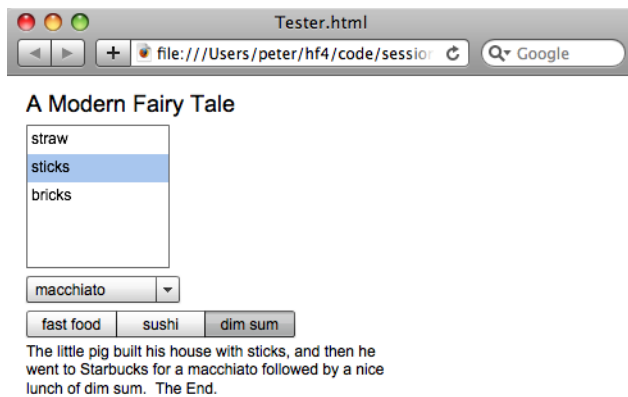 Tester.html
file:///Users/peter/hf4/code/session
Google
A Modern Fairy Tale
straw
sticks
bricks
macchiato
fast food sushi dim sum
The little pig built his house with sticks, and then he
went to Starbucks for a macchiato followed by a nice
lunch of dim sum.  The End.